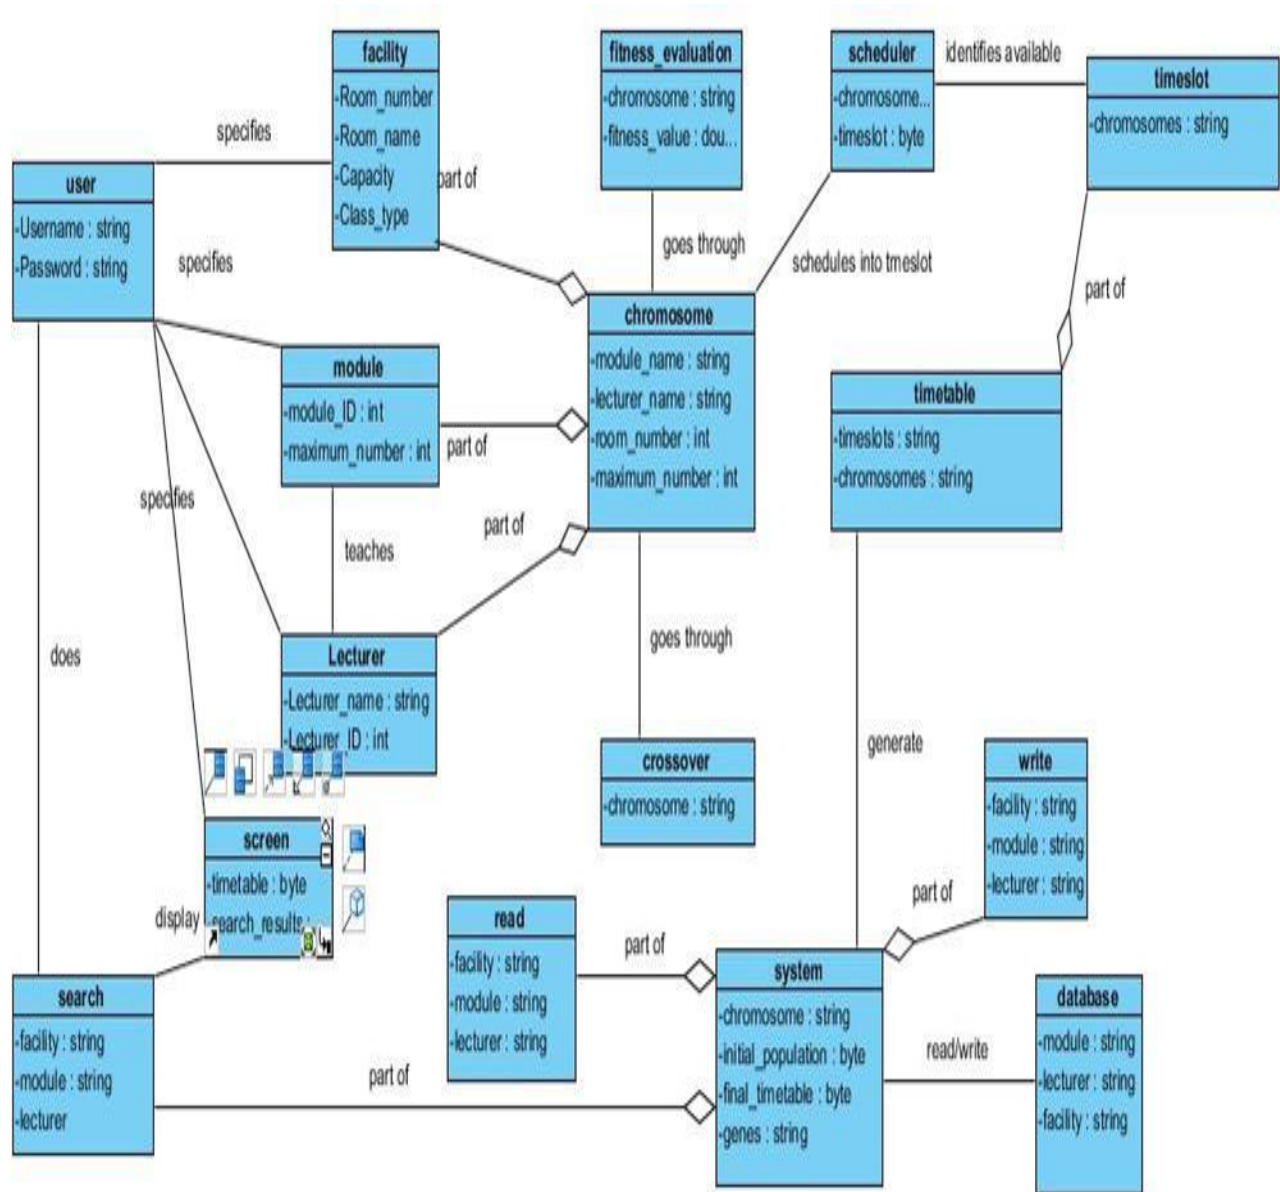 facility
-Room_number
-Room_name
-Capacity
-Class_type
fitness_evaluation
-chromosome : string
-fitness_value : dou...
scheduler
-chromosome...
-timeslot : byte
identifies available
timeslot
-chromosomes : string
specifies
part of
user
-Username : string
-Password : string
specifies
goes through
schedules into tmeslot
part of
chromosome
-module_name : string
-lecturer_name : string
-room_number : int
-maximum_number : int
module
-module_ID : int
-maximum_number : int
part of
timetable
-timeslots : string
-chromosomes : string
specifies
part of
teaches
does
goes through
Lecturer
-Lecturer_name : string
-Lecturer_ID : int
generate
crossover
-chromosome : string
write
-facility : string
-module : string
-lecturer : string
screen
-timetable : byte
-search_results :
display
part of
read
-facility : string
-module : string
-lecturer : string
part of
system
-chromosome : string
-initial_population : byte
-final_timetable : byte
-genes : string
search
-facility : string
-module : string
-lecturer
part of
read/write
database
-module : string
-lecturer : string
-facility : string